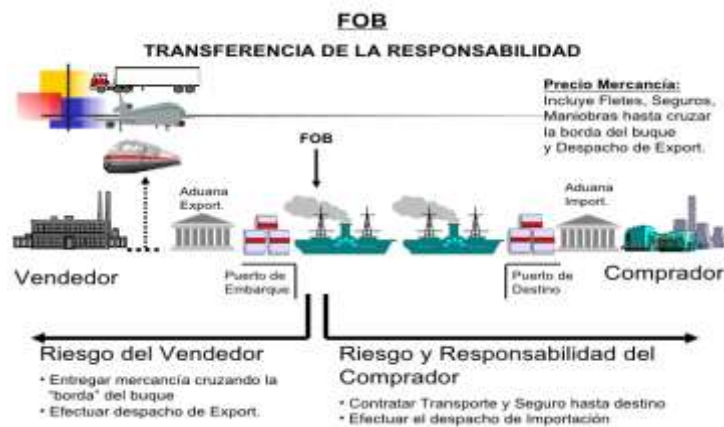 FOB
TRANSFERENCIA DE LA RESPONSABILIDAD
Precio Mercancía:
Incluye Fletes, Seguros,
Maniobras hasta cruzar
la borda del buque
y Despacho de Export.
FOB
Aduana
Export.
Aduana
Import.
Vendedor
Puerto de
Embarque
Puerto de
Destino
Comprador
Riesgo del Vendedor
• Entregar mercancía cruzando la
"borda" del buque
• Efectuar despacho de Export.
Riesgo y Responsabilidad del
Comprador
• Contratar Transporte y Seguro hasta destino
• Efectuar el despacho de Importación